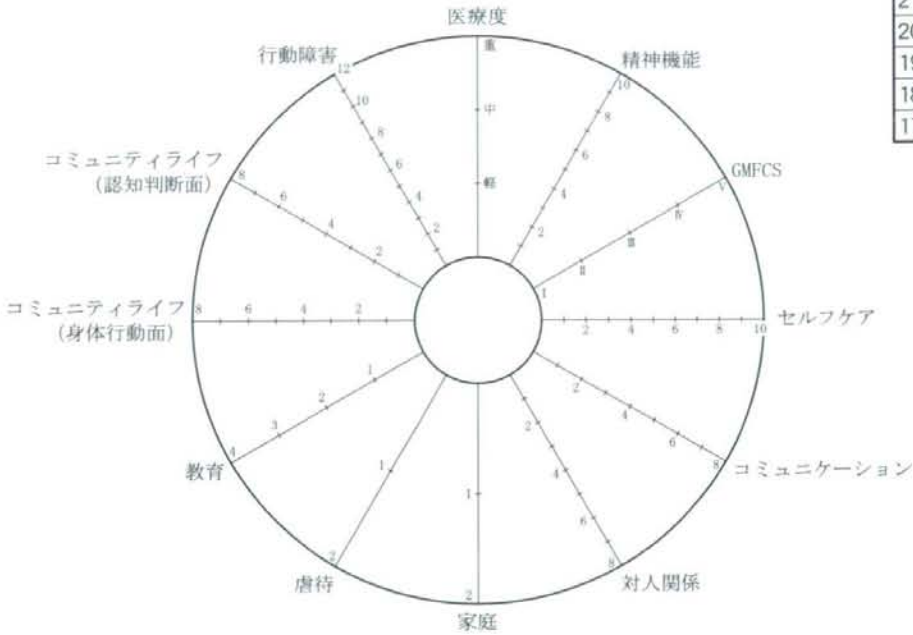 医療度
重
中
軽
精神機能
10
8
6
4
2
GMFCS
V
IV
III
II
I
セルフケア
2
4
6
8
10
コミュニケーション
2
4
6
8
対人関係
2
4
6
8
家庭
1
2
虐待
1
2
教育
1
2
3
4
コミュニティライフ
(身体行動面)
8
6
4
2
コミュニティライフ
(認知判断面)
8
6
4
2
行動障害
12
10
8
6
4
2
20
19
18